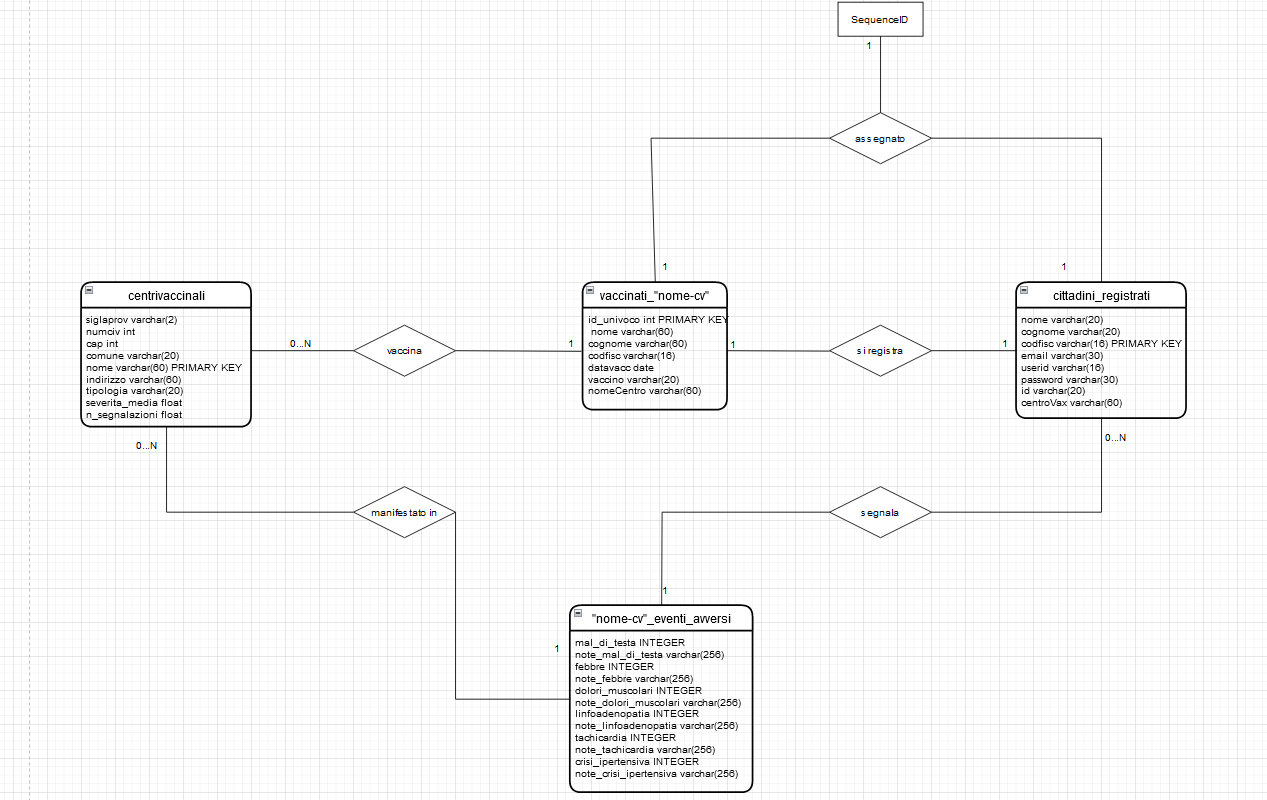 SequenceID
1
assegnato
1
1
centrivaccinali
siglaprov varchar(2)
numciv int
cap int
comune varchar(20)
nome varchar(60) PRIMARY KEY
indirizzo varchar(60)
tipologia varchar(20)
severita_media float
n_segnalazioni float
0...N
vaccina
1
vaccinati_"nome-cv"
id_univoco int PRIMARY KEY
nome varchar(60)
cognome varchar(60)
codfisc varchar(16)
datavacc date
vaccino varchar(20)
nomeCentro varchar(60)
1
si registra
1
cittadini_registrati
nome varchar(20)
cognome varchar(20)
codfisc varchar(16) PRIMARY KEY
email varchar(30)
userid varchar(16)
password varchar(30)
id varchar(20)
centroVax varchar(60)
0...N
0...N
manifestato in
segnala
1
1
"nome-cv"_eventi_avversi
mal_di_testa INTEGER
note_mal_di_testa varchar(256)
febbre INTEGER
note_febbre varchar(256)
dolori_muscolari INTEGER
note_dolori_muscolari varchar(256)
linfoadenopatia INTEGER
note_linfoadenopatia varchar(256)
tachicardia INTEGER
note_tachicardia varchar(256)
crisi_ipertensiva INTEGER
note_crisi_ipertensiva varchar(256)